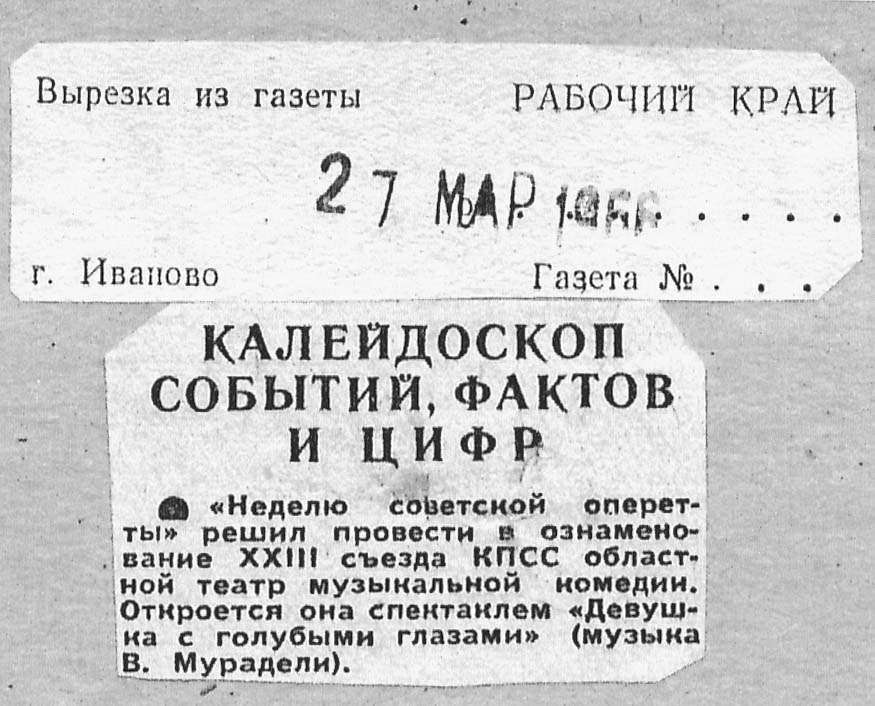 Вырезка из газеты РАБОЧИЙ КРАЙ
27 МАР 1966 . . . . .
г. Иваново Газета № . . .
КАЛЕЙДОСКОП
СОБЫТИЙ, ФАКТОВ
И ЦИФР
● «Неделю советской оперет-
ты» решил провести в ознамено-
вание XXIII съезда КПСС област-
ной театр музыкальной комедии.
Откроется она спектаклем «Девуш-
ка с голубыми глазами» (музыка
В. Мурадели).